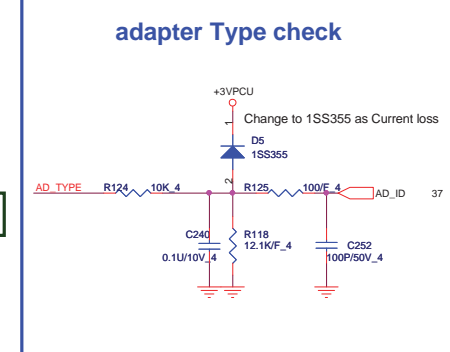 adapter Type check
+3VPCU
1
Change to 1SS355 as Current loss
D5
1SS355
2
AD_TYPE R124 10K_4 R125 100/F_4 AD_ID 37
C240 R118
0.1U/10V_4 12.1K/F_4
C252
100P/50V_4